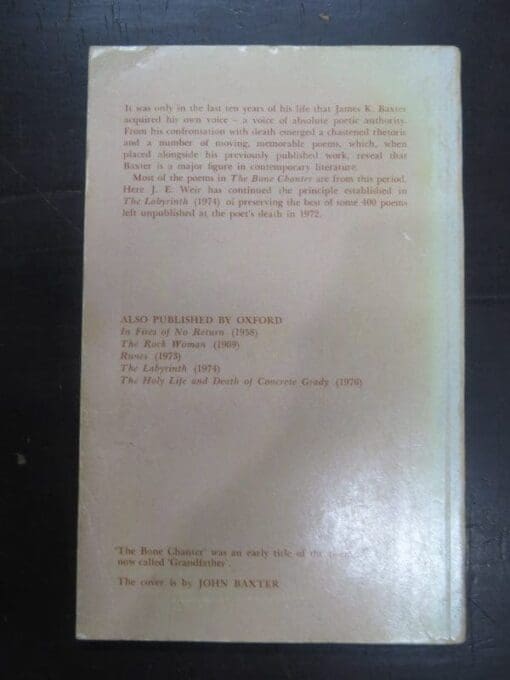 It was only in the last ten years of his life that James K. Baxter
acquired his own voice – a voice of absolute poetic authority.
From his confrontation with death emerged a chastened rhetoric
and a number of moving, memorable poems, which, when
placed alongside his previously published work, reveal that
Baxter is a major figure in contemporary literature.
Most of the poems in The Bone Chanter are from this period.
Here J. E. Weir has continued the principle established in
The Labyrinth (1974) of preserving the best of some 400 poems
left unpublished at the poet's death in 1972.
ALSO PUBLISHED BY OXFORD
In Fires of No Return (1958)
The Rock Woman (1969)
Runes (1973)
The Labyrinth (1974)
The Holy Life and Death of Concrete Grady (1976)
'The Bone Chanter' was an early title of the poem
now called 'Grandfather'.
The cover is by JOHN BAXTER